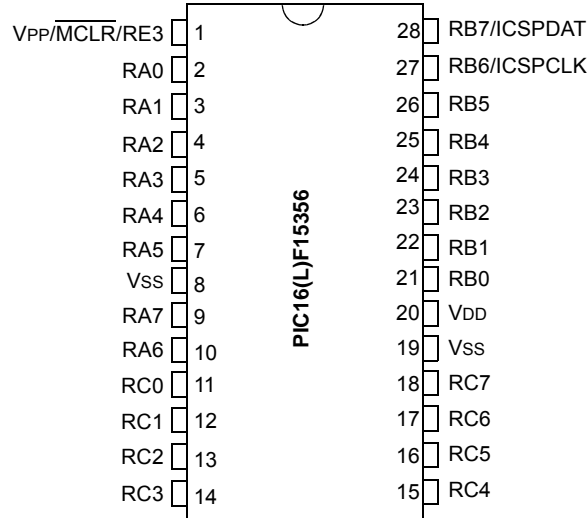 VPP/MCLR/RE3 1 28 RB7/ICSPDAT
RA0 2 27 RB6/ICSPCLK
RA1 3 26 RB5
RA2 4 25 RB4
RA3 5 24 RB3
RA4 6 23 RB2
RA5 7 22 RB1
VSS 8 21 RB0
RA7 9 20 VDD
RA6 10 19 VSS
RC0 11 18 RC7
RC1 12 17 RC6
RC2 13 16 RC5
RC3 14 15 RC4
PIC16(L)F15356